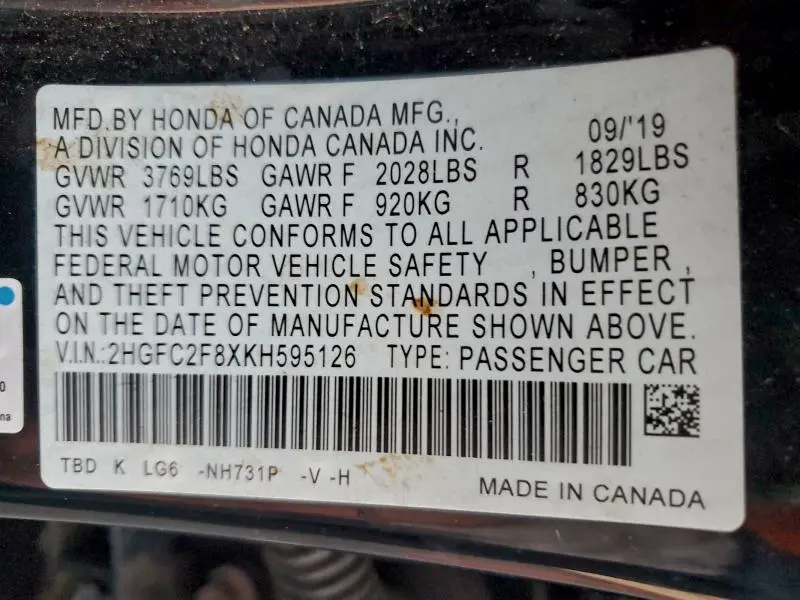 MFD.BY HONDA OF CANADA MFG., 09/'19
A DIVISION OF HONDA CANADA INC.
GVWR 3769LBS GAWR F 2028LBS R 1829LBS
GVWR 1710KG GAWR F 920KG R 830KG
THIS VEHICLE CONFORMS TO ALL APPLICABLE
FEDERAL MOTOR VEHICLE SAFETY , BUMPER ,
AND THEFT PREVENTION STANDARDS IN EFFECT
ON THE DATE OF MANUFACTURE SHOWN ABOVE.
V.I.N.:2HGFC2F8XKH595126 TYPE: PASSENGER CAR
TBD K LG6 -NH731P -V -H
MADE IN CANADA